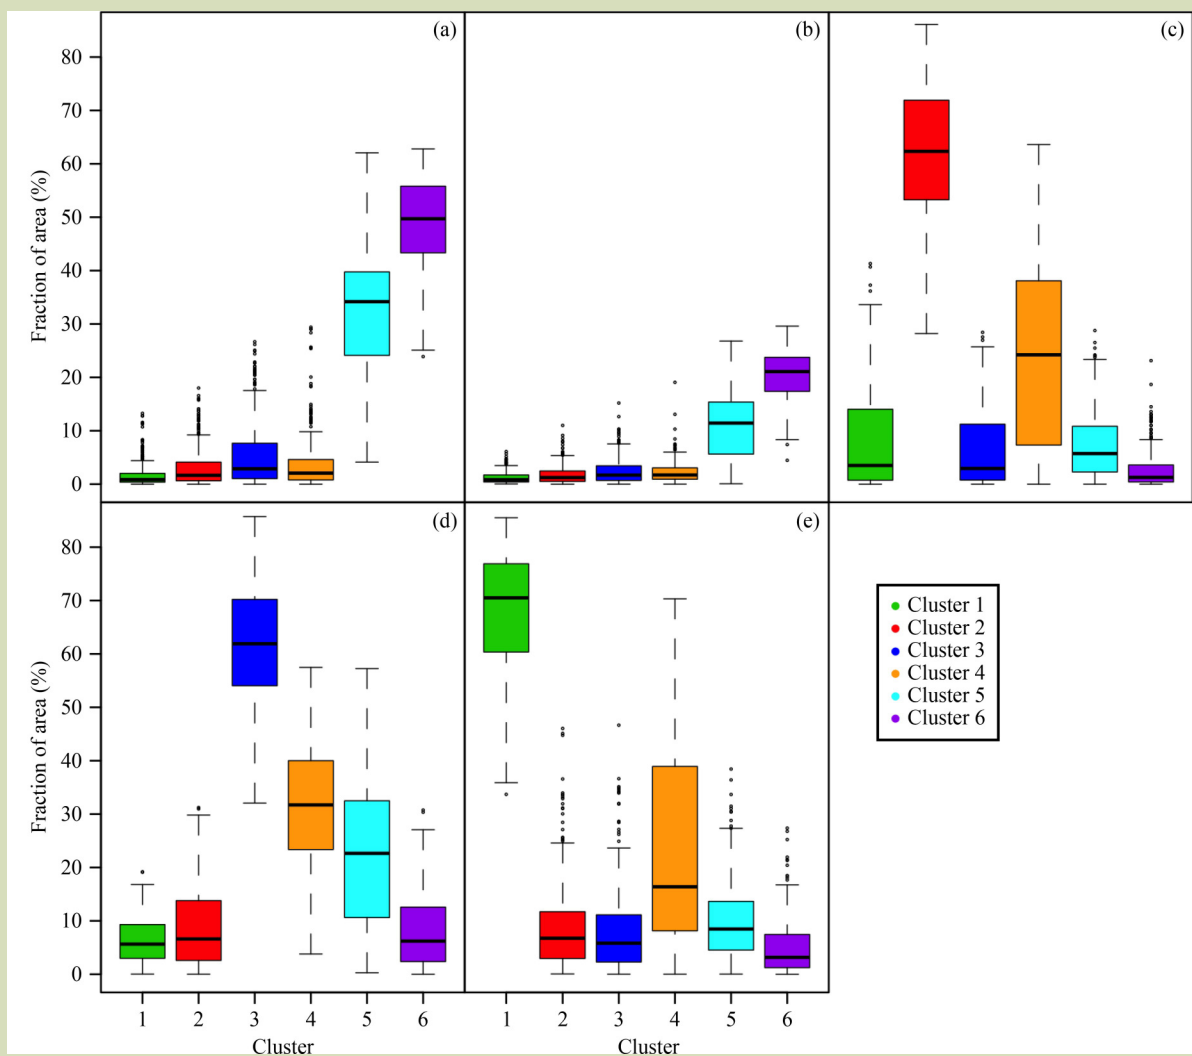 (a)
(b)
(c)
Fraction of area (%)
80
70
60
50
40
30
20
10
0
(d)
(e)
Fraction of area (%)
80
70
60
50
40
30
20
10
0
Cluster 1
Cluster 2
Cluster 3
Cluster 4
Cluster 5
Cluster 6
1 2 3 4 5 6
1 2 3 4 5 6
Cluster
Cluster